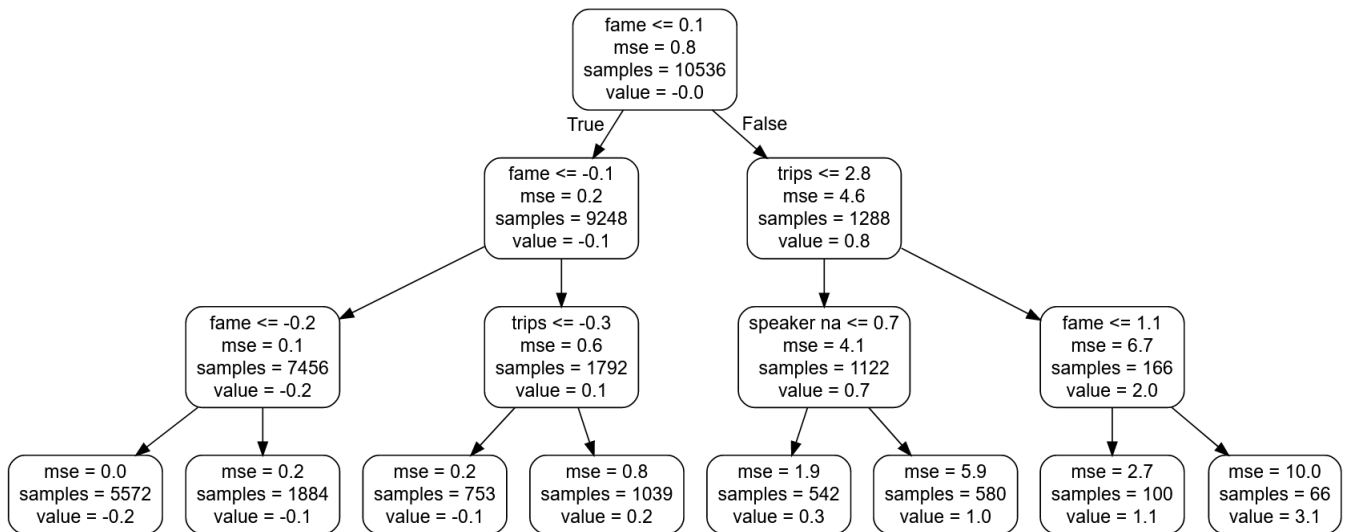 fame <= 0.1
mse = 0.8
samples = 10536
value = -0.0
True
False
fame <= -0.1
mse = 0.2
samples = 9248
value = -0.1
trips <= 2.8
mse = 4.6
samples = 1288
value = 0.8
fame <= -0.2
mse = 0.1
samples = 7456
value = -0.2
trips <= -0.3
mse = 0.6
samples = 1792
value = 0.1
speaker na <= 0.7
mse = 4.1
samples = 1122
value = 0.7
fame <= 1.1
mse = 6.7
samples = 166
value = 2.0
mse = 0.0
samples = 5572
value = -0.2
mse = 0.2
samples = 1884
value = -0.1
mse = 0.2
samples = 753
value = -0.1
mse = 0.8
samples = 1039
value = 0.2
mse = 1.9
samples = 542
value = 0.3
mse = 5.9
samples = 580
value = 1.0
mse = 2.7
samples = 100
value = 1.1
mse = 10.0
samples = 66
value = 3.1